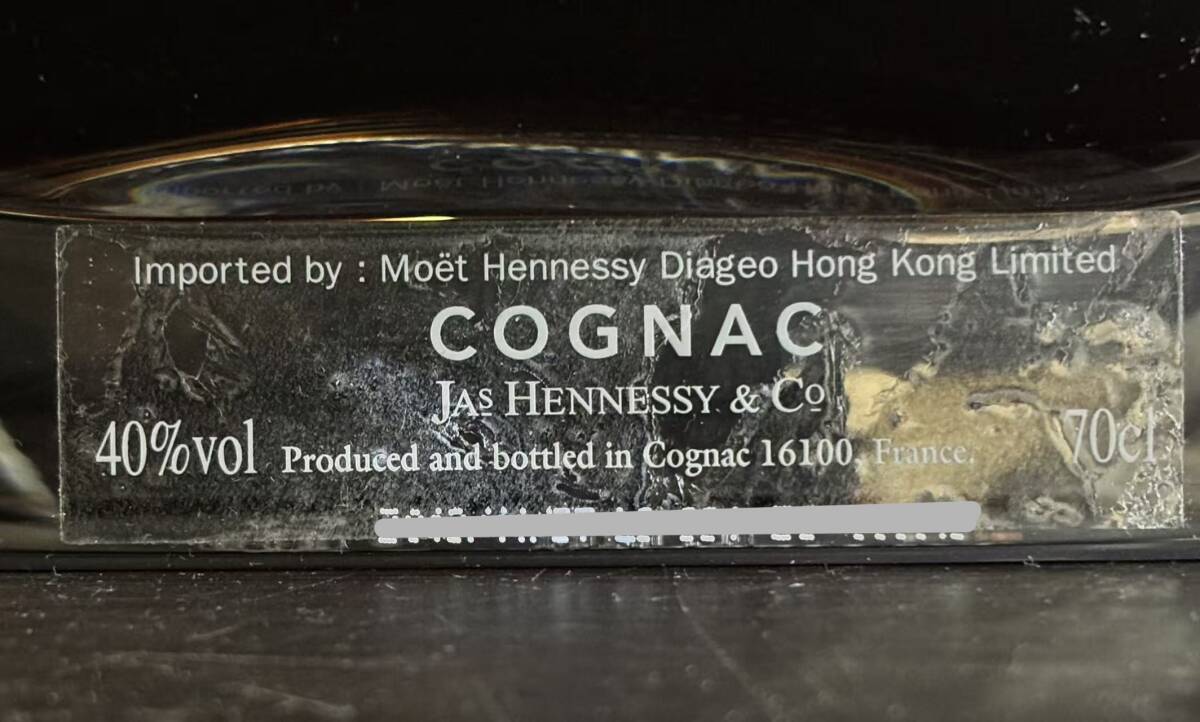 Imported by : Moët Hennessy Diageo Hong Kong Limited
COGNAC
JAS HENNESSY & Cº
40%vol Produced and bottled in Cognac 16100, France. 70cl